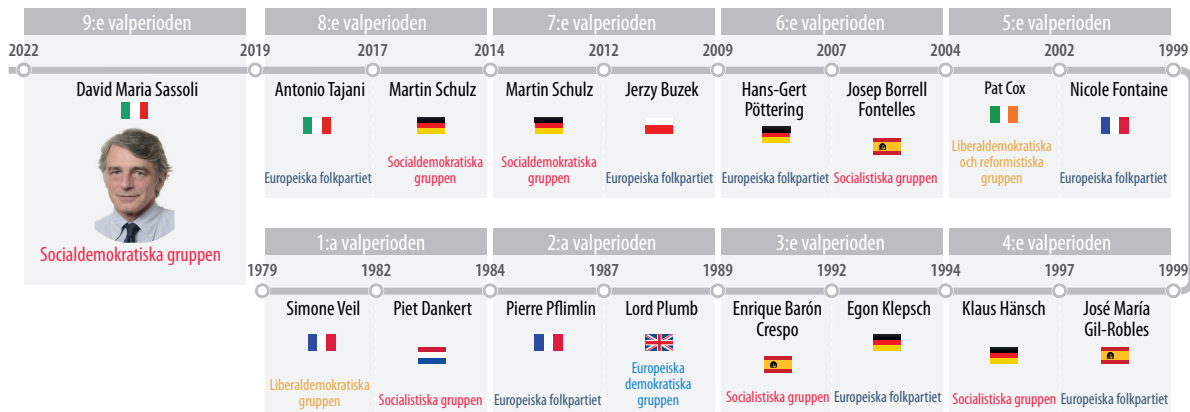 9:e valperioden
8:e valperioden
7:e valperioden
6:e valperioden
5:e valperioden
2022
2019
2017
2014
2012
2009
2007
2004
2002
1999
David Maria Sassoli
Socialdemokratiska gruppen
Antonio Tajani
Europeiska folkpartiet
Martin Schulz
Socialdemokratiska
gruppen
Martin Schulz
Socialdemokratiska
gruppen
Jerzy Buzek
Europeiska folkpartiet
Hans-Gert
Pöttering
Europeiska folkpartiet
Josep Borrell
Fontelles
Socialistiska gruppen
Pat Cox
Liberaldemokratiska
och reformistiska
gruppen
Nicole Fontaine
Europeiska folkpartiet
1:a valperioden
2:a valperioden
3:e valperioden
4:e valperioden
1979
1982
1984
1987
1989
1992
1994
1997
1999
Simone Veil
Liberaldemokratiska
gruppen
Piet Dankert
Socialistiska gruppen
Pierre Pflimlin
Europeiska folkpartiet
Lord Plumb
Europeiska
demokratiska
gruppen
Enrique Barón
Crespo
Socialistiska gruppen
Egon Klepsch
Europeiska folkpartiet
Klaus Hänsch
Socialistiska gruppen
José María
Gil-Robles
Europeiska folkpartiet